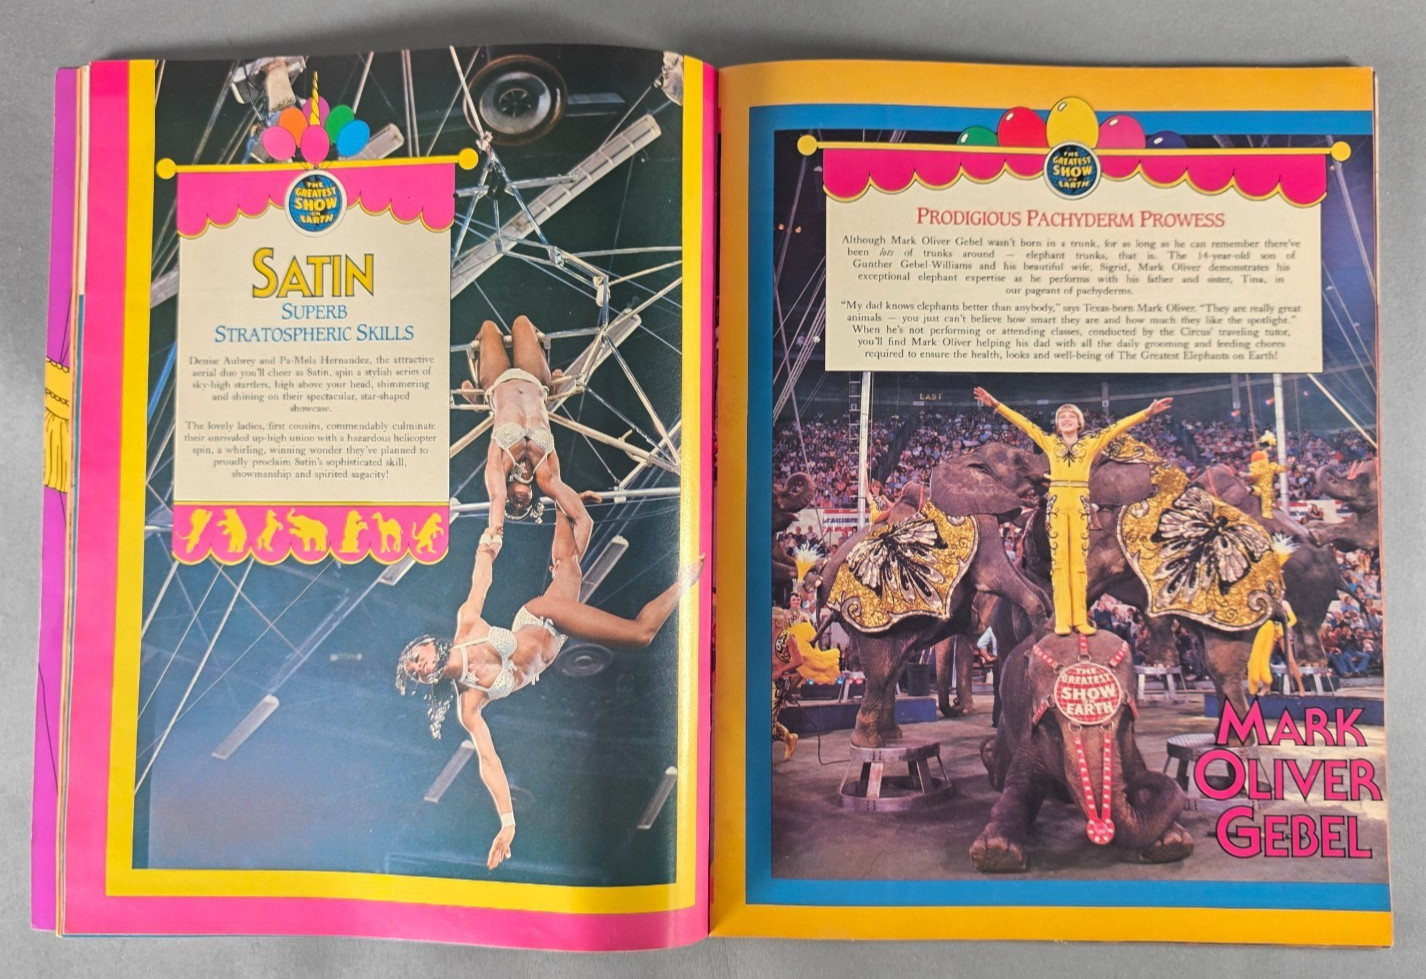 THE
GREATEST
SHOW
ON
EARTH
SATIN
SUPERB
STRATOSPHERIC SKILLS
Denise Aubrey and Pa-Mela Hernandez, the attractive
aerial duo you'll cheer as Satin, spin a stylish series of
sky-high startlers, high above your head, shimmering
and shining on their spectacular, star-shaped
showcase.
The lovely ladies, first cousins, commendably culminate
their unrivaled up-high union with a hazardous helicopter
spin, a whirling, winning wonder they've planned to
proudly proclaim Satin's sophisticated skill,
showmanship and spirited sagacity!
THE
GREATEST
SHOW
ON
EARTH
PRODIGIOUS PACHYDERM PROWESS
Although Mark Oliver Gebel wasn't born in a trunk, for as long as he can remember there've
been lots of trunks around — elephant trunks, that is. The 14-year-old son of
Gunther Gebel-Williams and his beautiful wife, Sigrid, Mark Oliver demonstrates his
exceptional elephant expertise as he performs with his father and sister, Tina, in
our pageant of pachyderms.
"My dad knows elephants better than anybody," says Texas-born Mark Oliver. "They are really great
animals — you just can't believe how smart they are and how much they like the spotlight."
When he's not performing or attending classes, conducted by the Circus' traveling tutor,
you'll find Mark Oliver helping his dad with all the daily grooming and feeding chores
required to ensure the health, looks and well-being of The Greatest Elephants on Earth!
EAST
THE
GREATEST
SHOW
ON
EARTH
MARK
OLIVER
GEBEL